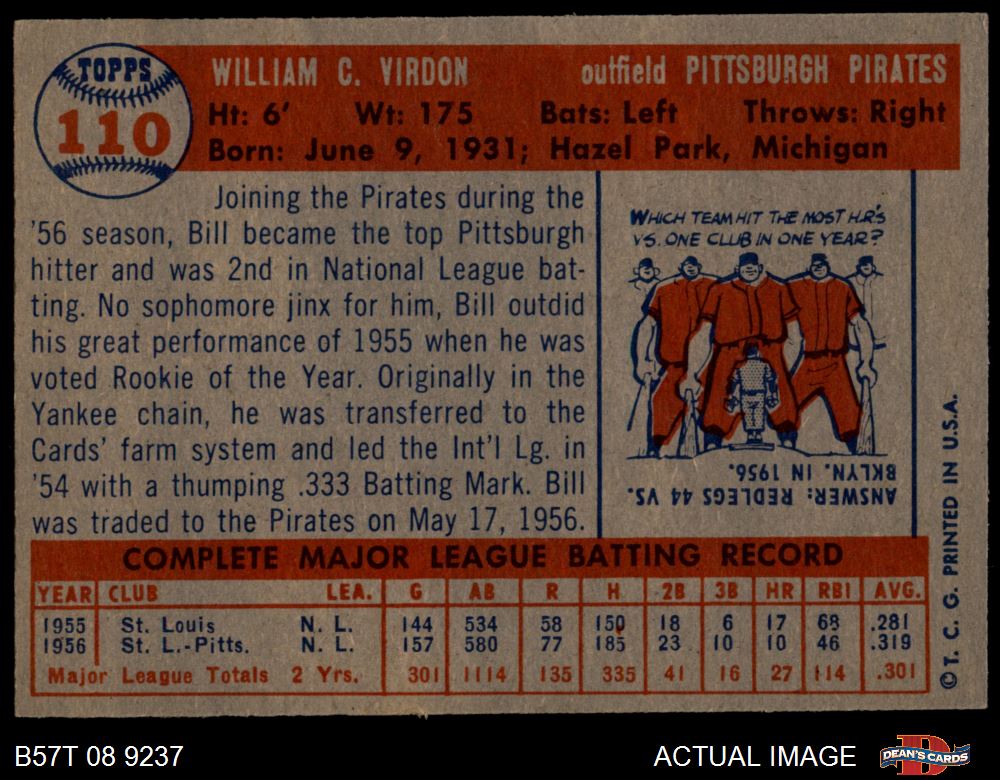 TOPPS
110
WILLIAM C. VIRDON outfield PITTSBURGH PIRATES
Ht: 6' Wt: 175 Bats: Left Throws: Right
Born: June 9, 1931; Hazel Park, Michigan
Joining the Pirates during the
'56 season, Bill became the top Pittsburgh
hitter and was 2nd in National League bat-
ting. No sophomore jinx for him, Bill outdid
his great performance of 1955 when he was
voted Rookie of the Year. Originally in the
Yankee chain, he was transferred to the
Cards' farm system and led the Int'l Lg. in
'54 with a thumping .333 Batting Mark. Bill
was traded to the Pirates on May 17, 1956.
WHICH TEAM HIT THE MOST H.R'S
VS. ONE CLUB IN ONE YEAR?
ANSWER: REDLEGS 44 VS.
BKLYN. IN 1956.
COMPLETE MAJOR LEAGUE BATTING RECORD
YEAR CLUB LEA. G AB R H 2B 3B HR RBI AVG.
1955 St. Louis N. L. 144 534 58 150 18 6 17 68 .281
1956 St. L.-Pitts. N. L. 157 580 77 185 23 10 10 46 .319
Major League Totals 2 Yrs. 301 1114 135 335 41 16 27 114 .301
© T. C. G. PRINTED IN U.S.A.
B57T 08 9237 ACTUAL IMAGE
DEAN'S CARDS